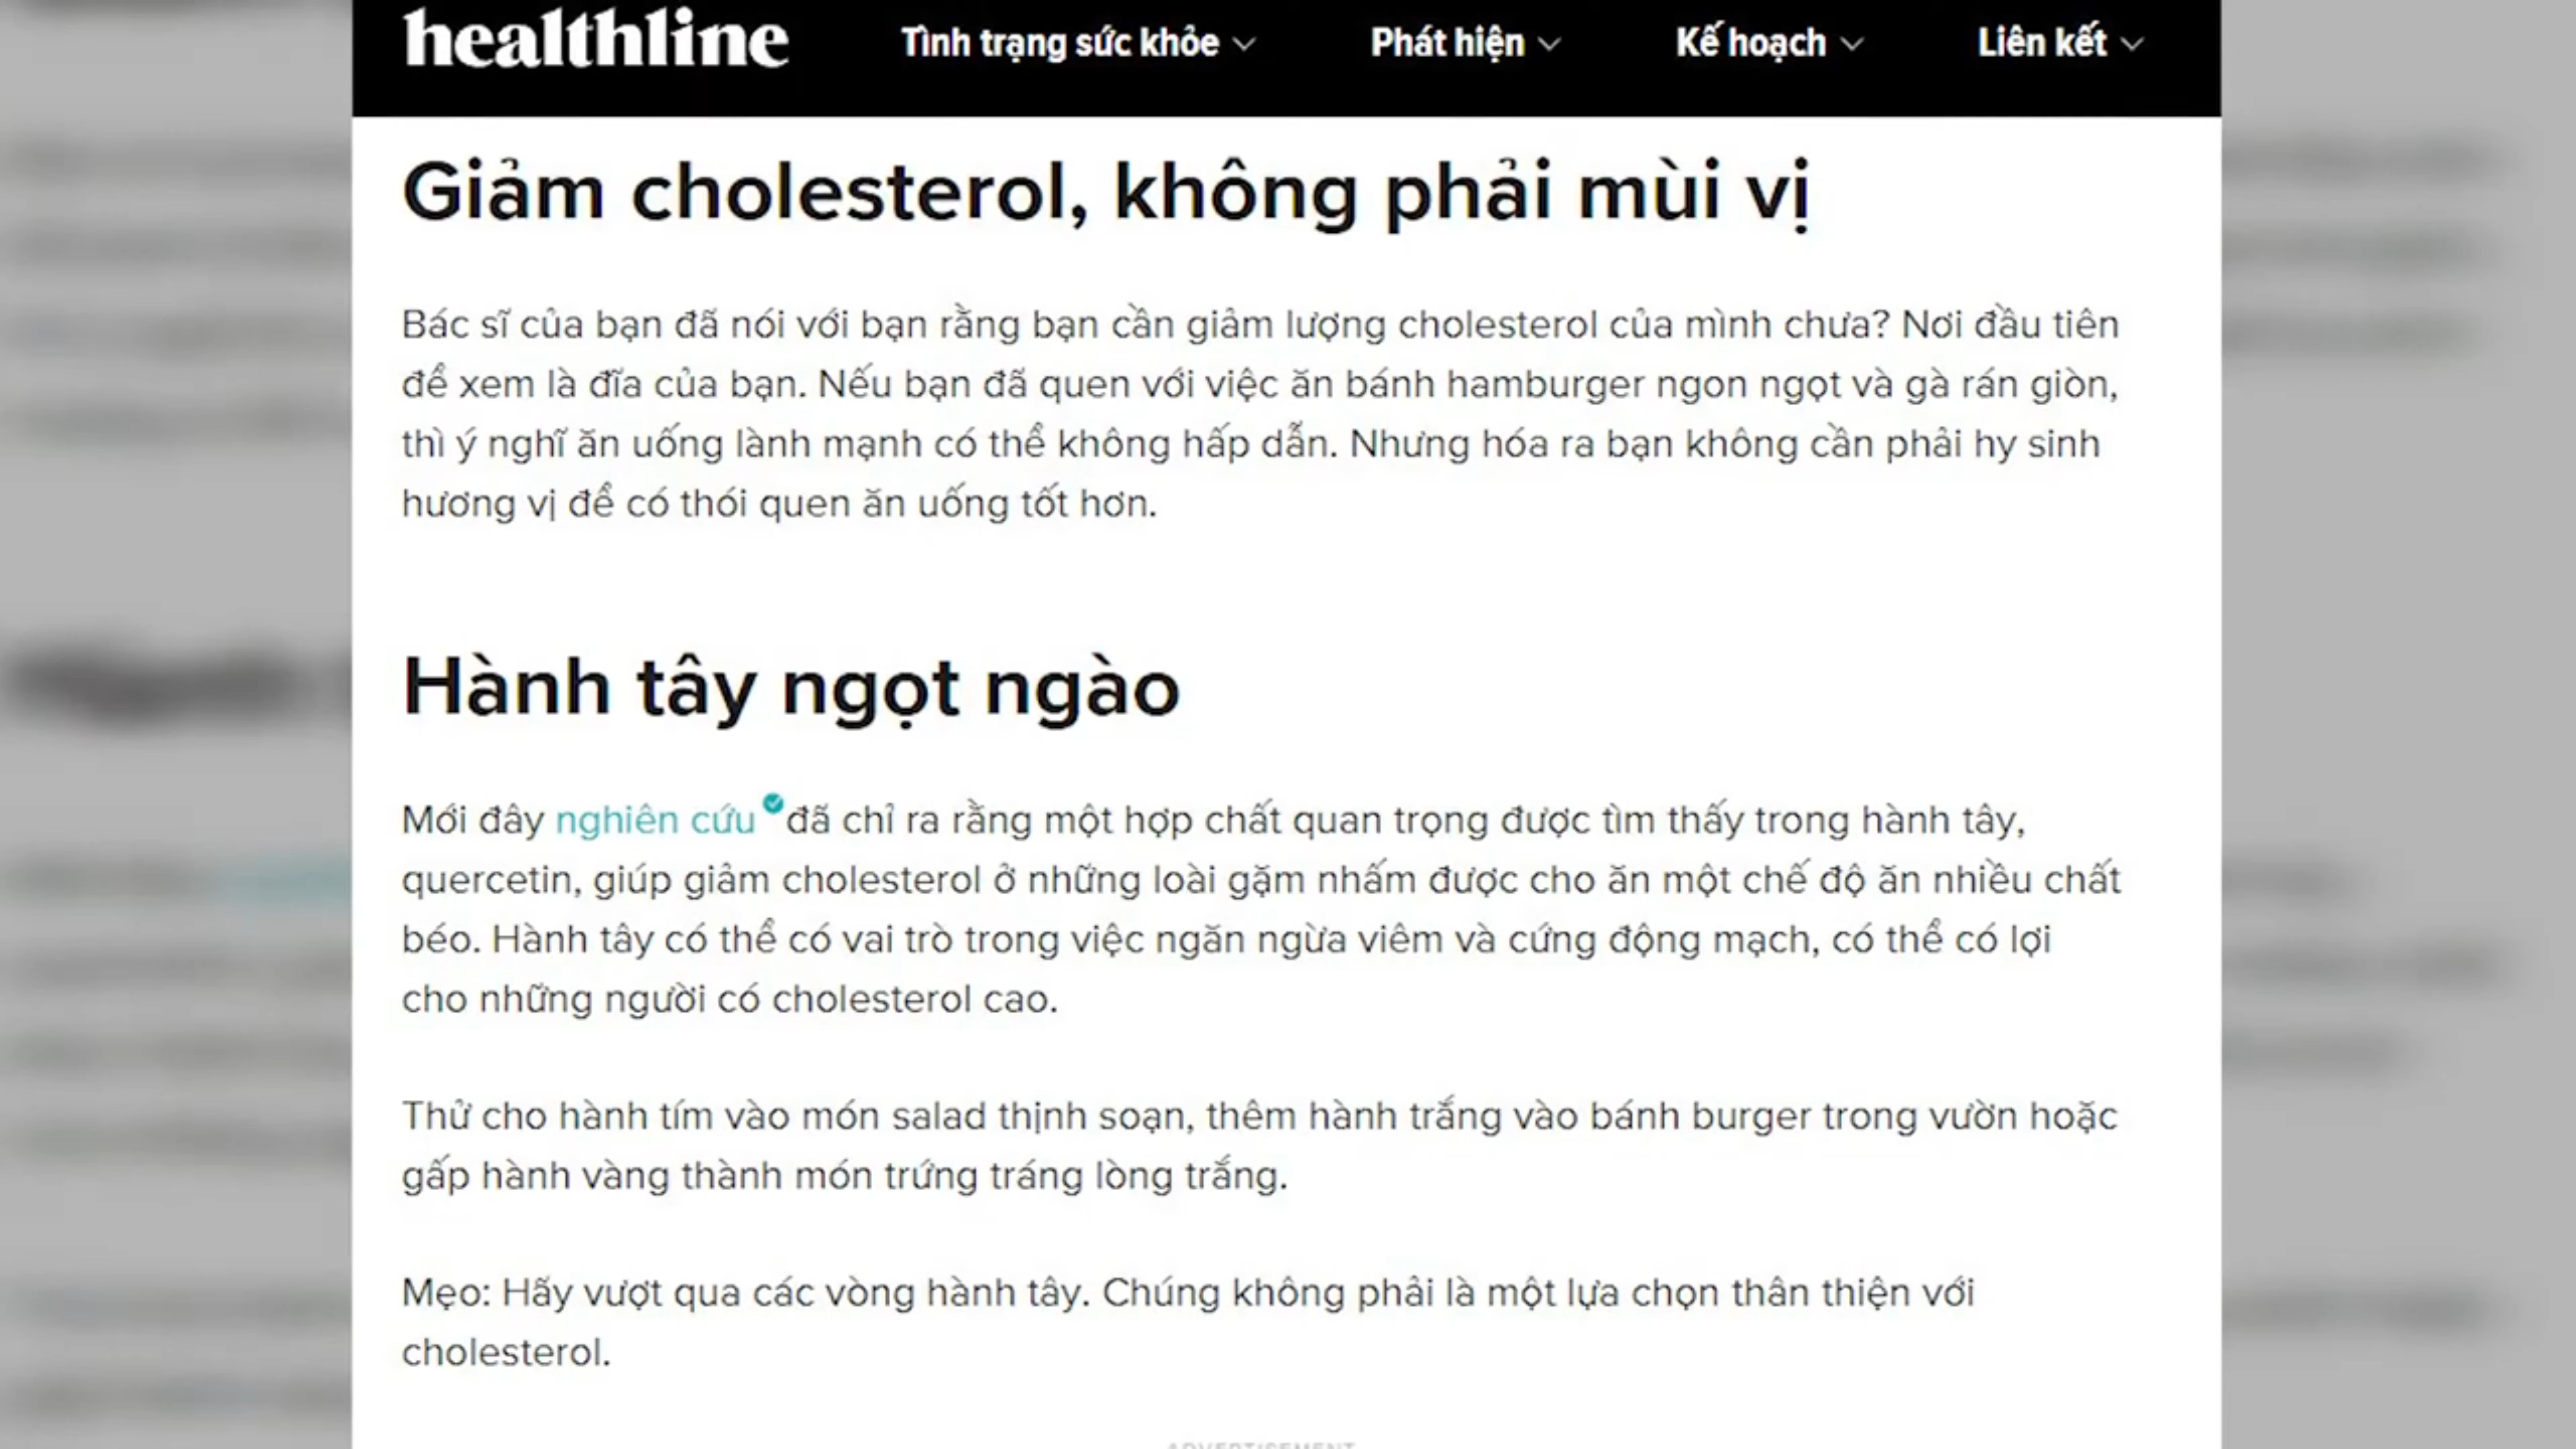 healthline
Tình trạng sức khỏe
Phát hiện
Kế hoạch
Liên kết
Giảm cholesterol, không phải mùi vị
Bác sĩ của bạn đã nói với bạn rằng bạn cần giảm lượng cholesterol của mình chưa? Nơi đầu tiên
để xem là đĩa của bạn. Nếu bạn đã quen với việc ăn bánh hamburger ngon ngọt và gà rán giòn,
thì ý nghĩ ăn uống lành mạnh có thể không hấp dẫn. Nhưng hóa ra bạn không cần phải hy sinh
hương vị để có thói quen ăn uống tốt hơn.
Hành tây ngọt ngào
Mới đây nghiên cứu đã chỉ ra rằng một hợp chất quan trọng được tìm thấy trong hành tây,
quercetin, giúp giảm cholesterol ở những loài gặm nhấm được cho ăn một chế độ ăn nhiều chất
béo. Hành tây có thể có vai trò trong việc ngăn ngừa viêm và cứng động mạch, có thể có lợi
cho những người có cholesterol cao.
Thử cho hành tím vào món salad thịnh soạn, thêm hành trắng vào bánh burger trong vườn hoặc
gấp hành vàng thành món trứng tráng lòng trắng.
Mẹo: Hãy vượt qua các vòng hành tây. Chúng không phải là một lựa chọn thân thiện với
cholesterol.
ADVERTISEMENT